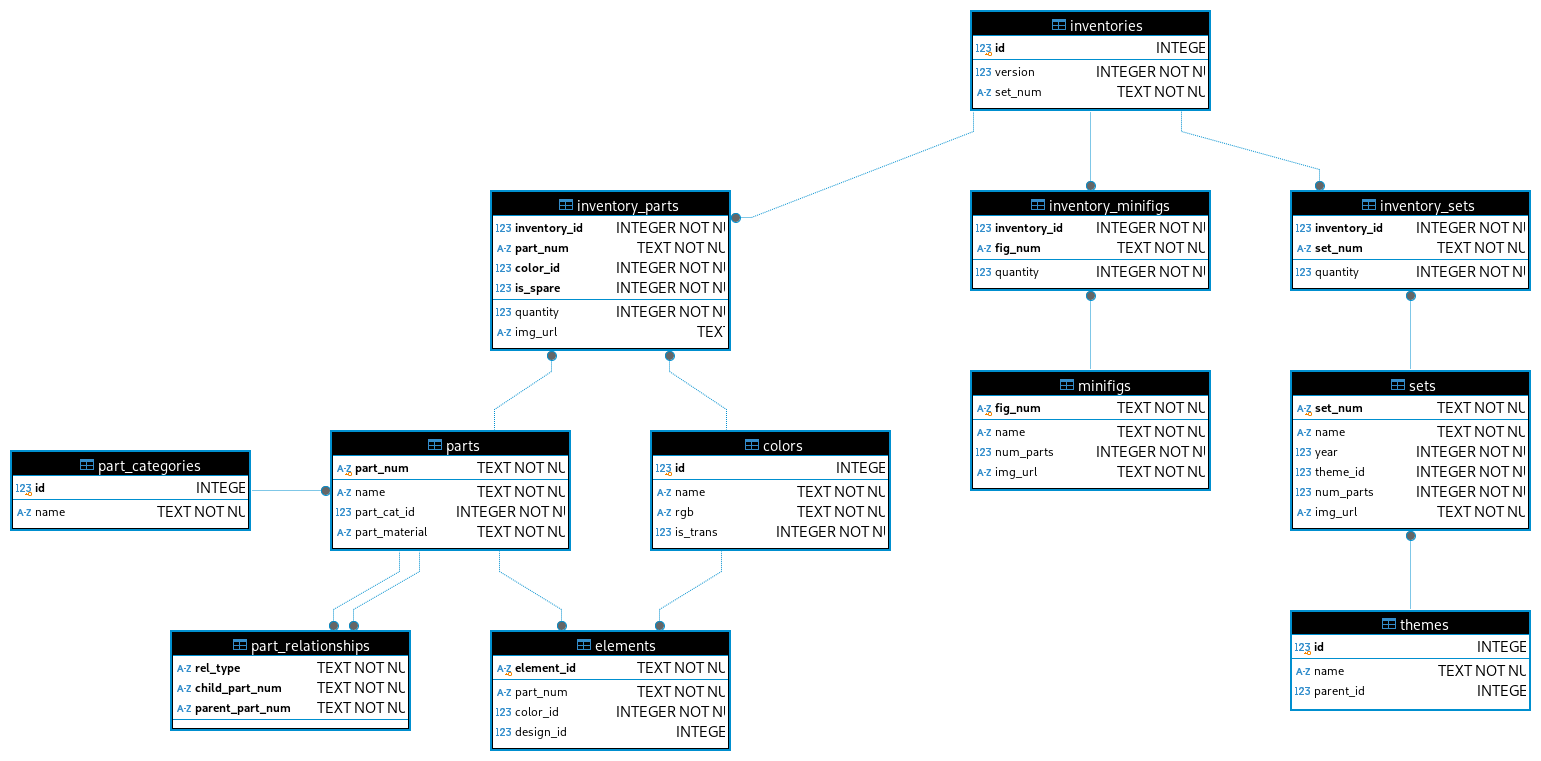 inventories
123 id INTEGE
123 version INTEGER NOT NU
A-Z set_num TEXT NOT NU
inventory_parts
123 inventory_id INTEGER NOT NU
A-Z part_num TEXT NOT NU
123 color_id INTEGER NOT NU
123 is_spare INTEGER NOT NU
123 quantity INTEGER NOT NU
A-Z img_url TEXT
inventory_minifigs
123 inventory_id INTEGER NOT NU
A-Z fig_num TEXT NOT NU
123 quantity INTEGER NOT NU
inventory_sets
123 inventory_id INTEGER NOT NU
A-Z set_num TEXT NOT NU
123 quantity INTEGER NOT NU
minifigs
A-Z fig_num TEXT NOT NU
A-Z name TEXT NOT NU
123 num_parts INTEGER NOT NU
A-Z img_url TEXT NOT NU
sets
A-Z set_num TEXT NOT NU
A-Z name TEXT NOT NU
123 year INTEGER NOT NU
123 theme_id INTEGER NOT NU
123 num_parts INTEGER NOT NU
A-Z img_url TEXT NOT NU
part_categories
123 id INTEGE
A-Z name TEXT NOT NU
parts
A-Z part_num TEXT NOT NU
A-Z name TEXT NOT NU
123 part_cat_id INTEGER NOT NU
A-Z part_material TEXT NOT NU
colors
123 id INTEGE
A-Z name TEXT NOT NU
A-Z rgb TEXT NOT NU
123 is_trans INTEGER NOT NU
part_relationships
A-Z rel_type TEXT NOT NU
A-Z child_part_num TEXT NOT NU
A-Z parent_part_num TEXT NOT NU
elements
A-Z element_id TEXT NOT NU
A-Z part_num TEXT NOT NU
123 color_id INTEGER NOT NU
123 design_id INTEGE
themes
123 id INTEGE
A-Z name TEXT NOT NU
123 parent_id INTEGE